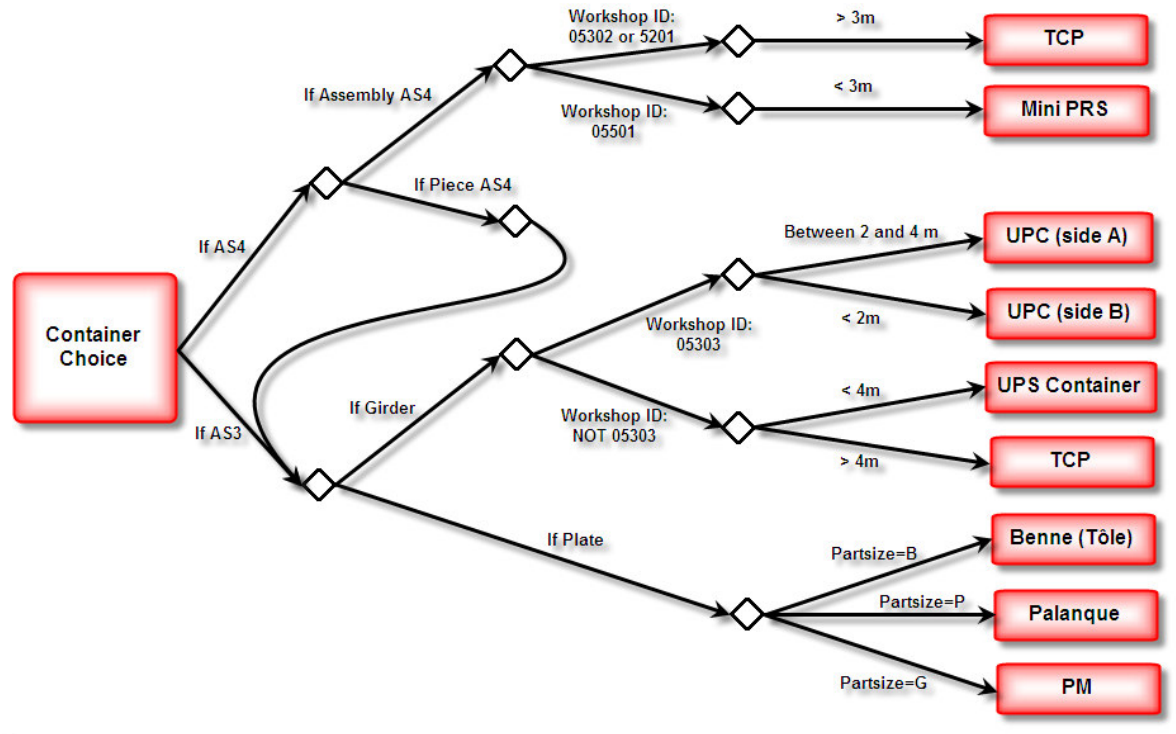 Workshop ID:
05302 or 5201
> 3m
TCP
If Assembly AS4
Workshop ID:
05501
< 3m
Mini PRS
If AS4
If Piece AS4
Container
Choice
If AS3
If Girder
Workshop ID:
05303
Between 2 and 4 m
UPC (side A)
< 2m
UPC (side B)
Workshop ID:
NOT 05303
< 4m
UPS Container
> 4m
TCP
If Plate
Partsize=B
Benne (Tôle)
Partsize=P
Palanque
Partsize=G
PM